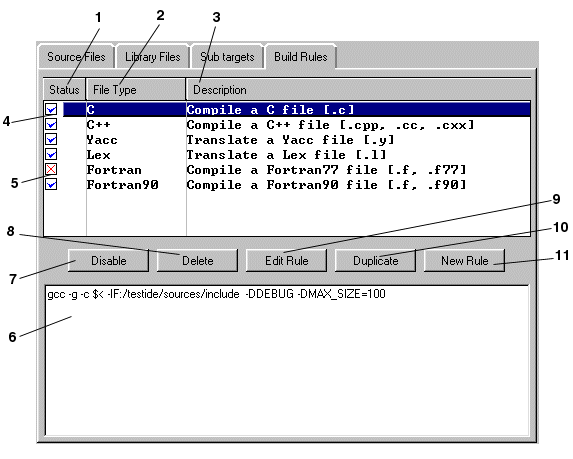 1 2 3
Source Files Library Files Sub targets Build Rules
Status File Type Description
C Compile a C file [.c]
4
C++ Compile a C++ file [.cpp, .cc, .cxx]
Yacc Translate a Yacc file [.y]
Lex Translate a Lex file [.l]
5
Fortran Compile a Fortran77 file [.f, .f77]
Fortran90 Compile a Fortran90 file [.f, .f90]
9
8 10
Disable Delete Edit Rule Duplicate New Rule
7 11
gcc -g -c $< -IF:/testide/sources/include -DDEBUG -DMAX_SIZE=100
6